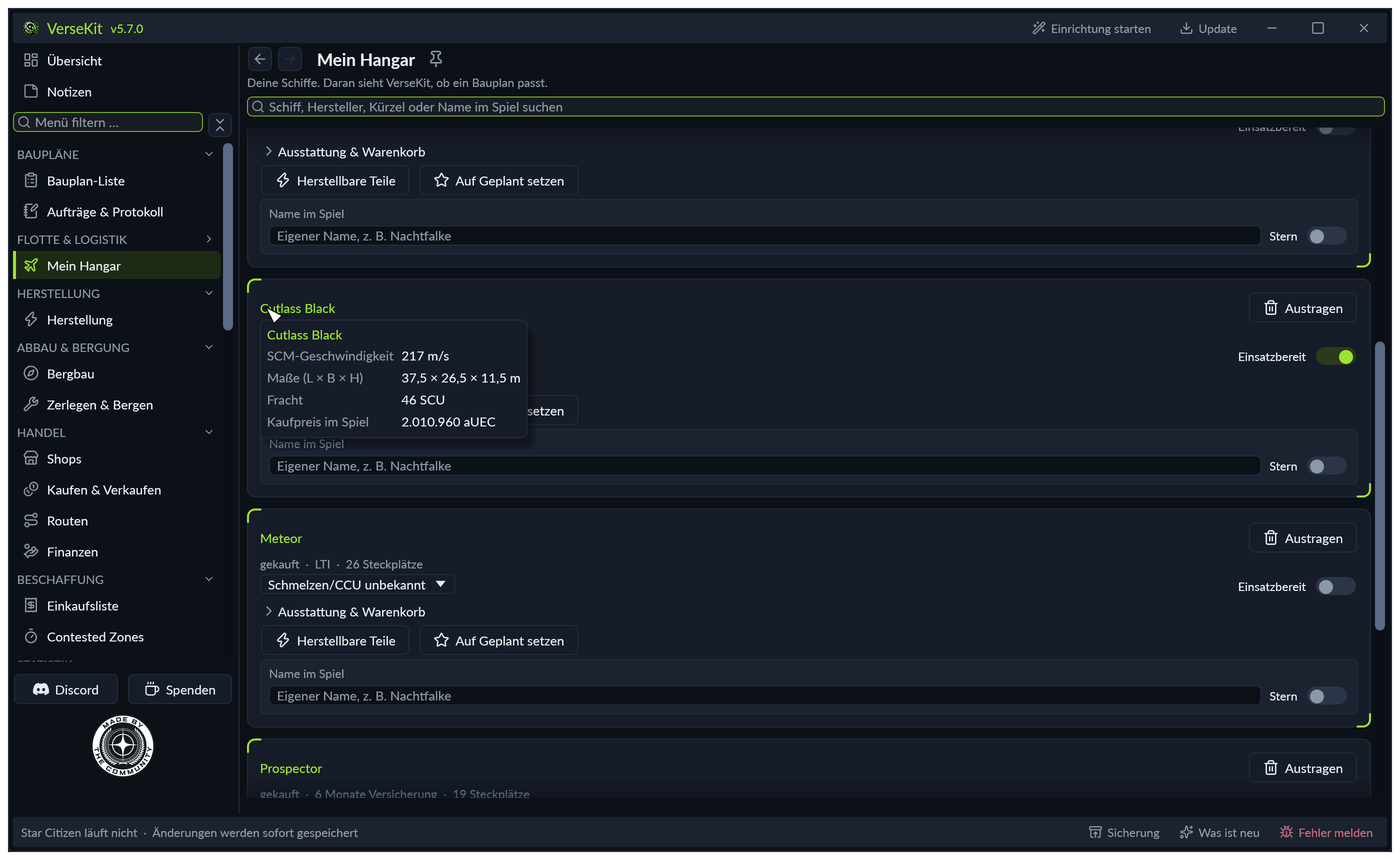 VerseKit v5.7.0
Einrichtung starten
Update
Übersicht
Notizen
Menü filtern ...
BAUPLÄNE
Bauplan-Liste
Aufträge & Protokoll
FLOTTE & LOGISTIK
Mein Hangar
HERSTELLUNG
Herstellung
ABBAU & BERGUNG
Bergbau
Zerlegen & Bergen
HANDEL
Shops
Kaufen & Verkaufen
Routen
Finanzen
BESCHAFFUNG
Einkaufsliste
Contested Zones
Discord
Spenden
MADE BY
THE COMMUNITY
Mein Hangar
Deine Schiffe. Daran sieht VerseKit, ob ein Bauplan passt.
Schiff, Hersteller, Kürzel oder Name im Spiel suchen
Einsatzbereit
Ausstattung & Warenkorb
Herstellbare Teile
Auf Geplant setzen
Name im Spiel
Eigener Name, z. B. Nachtfalke
Stern
Cutlass Black
Austragen
Cutlass Black
SCM-Geschwindigkeit 217 m/s
Maße (L × B × H) 37,5 × 26,5 × 11,5 m
Fracht 46 SCU
Kaufpreis im Spiel 2.010.960 aUEC
Einsatzbereit
setzen
Name im Spiel
Eigener Name, z. B. Nachtfalke
Stern
Meteor
Austragen
gekauft · LTI · 26 Steckplätze
Schmelzen/CCU unbekannt
Einsatzbereit
Ausstattung & Warenkorb
Herstellbare Teile
Auf Geplant setzen
Name im Spiel
Eigener Name, z. B. Nachtfalke
Stern
Prospector
Austragen
gekauft · 6 Monate Versicherung · 19 Steckplätze
Star Citizen läuft nicht · Änderungen werden sofort gespeichert
Sicherung
Was ist neu
Fehler melden